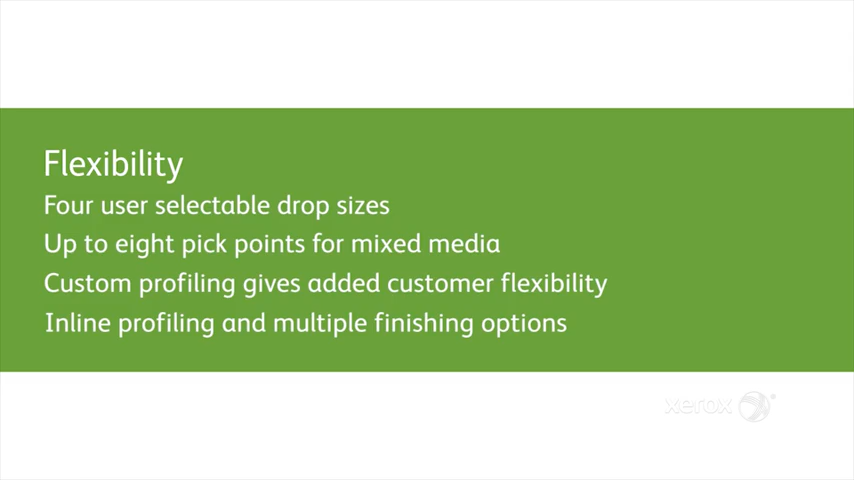 Flexibility
Four user selectable drop sizes
Up to eight pick points for mixed media
Custom profiling gives added customer flexibility
Inline profiling and multiple finishing options
xerox